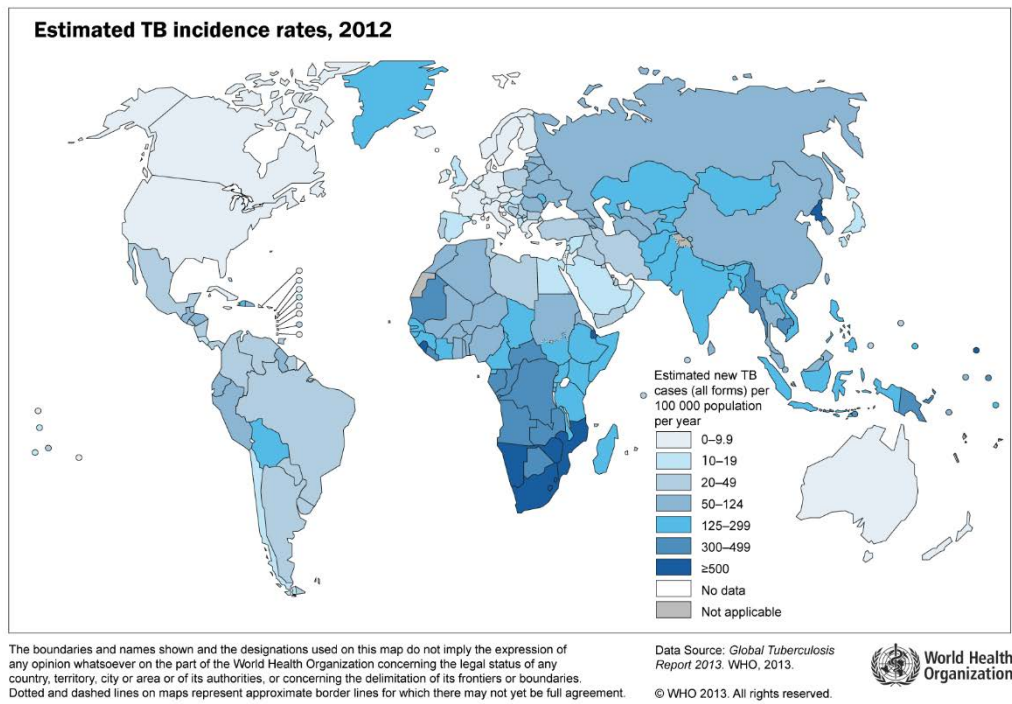 Estimated TB incidence rates, 2012
Estimated new TB
cases (all forms) per
100 000 population
per year
0–9.9
10–19
20–49
50–124
125–299
300–499
≥500
No data
Not applicable
The boundaries and names shown and the designations used on this map do not imply the expression of
any opinion whatsoever on the part of the World Health Organization concerning the legal status of any
country, territory, city or area or of its authorities, or concerning the delimitation of its frontiers or boundaries.
Dotted and dashed lines on maps represent approximate border lines for which there may not yet be full agreement.
Data Source: Global Tuberculosis
Report 2013. WHO, 2013.
© WHO 2013. All rights reserved.
World Health
Organization